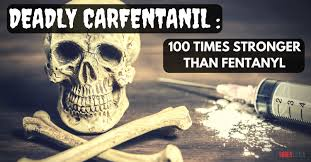 DEADLY CARFENTANIL :
100 TIMES STRONGER
THAN FENTANYL